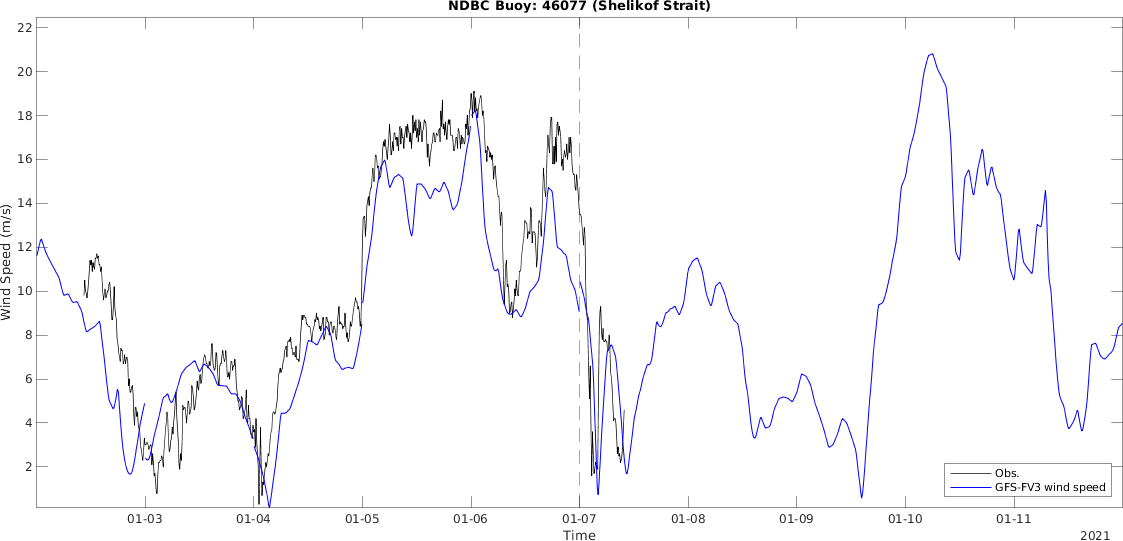 NDBC Buoy: 46077 (Shelikof Strait)
22
20
18
16
14
12
10
8
6
4
2
Wind Speed (m/s)
01-03 01-04 01-05 01-06 01-07 01-08 01-09 01-10 01-11
Time
2021
Obs.
GFS-FV3 wind speed